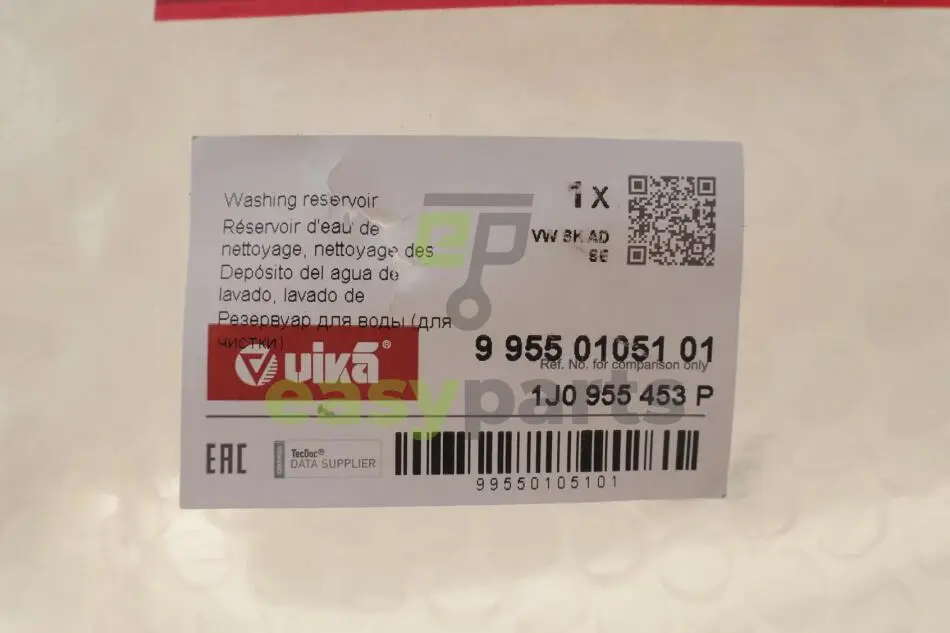 Washing reservoir
Réservoir d'eau de
nettoyage, nettoyage des
Depósito del agua de
lavado, lavado de
Резервуар для воды (для
чистки)
1 X
VW SK AD
SE
vika®
9 955 01051 01
Ref. No. for comparison only
1J0 955 453 P
EAC
TecDoc®
DATA SUPPLIER
99550105101
eP
easyparts